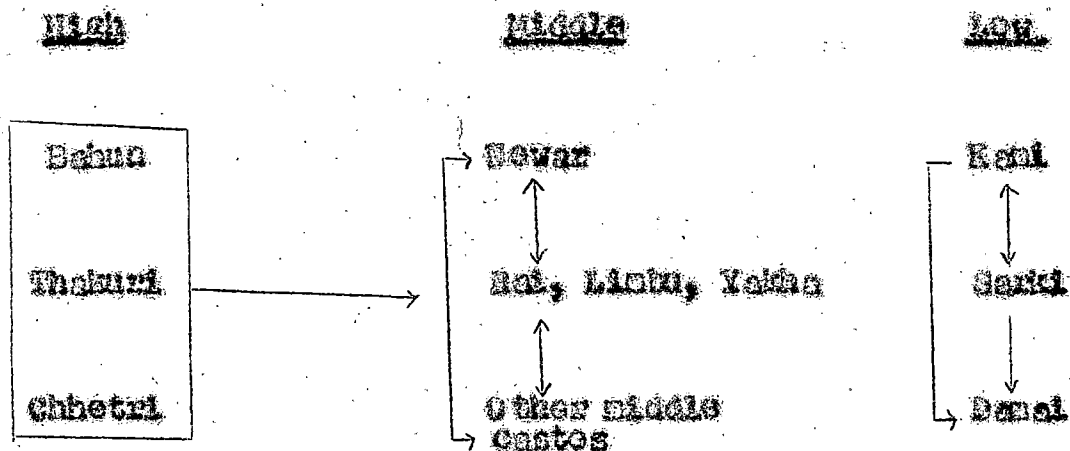 High Middle Low
Bahun Newar Kami
Thakuri Rai, Limbu, Yakha Sarki
Chhetri Other middle castes Damai